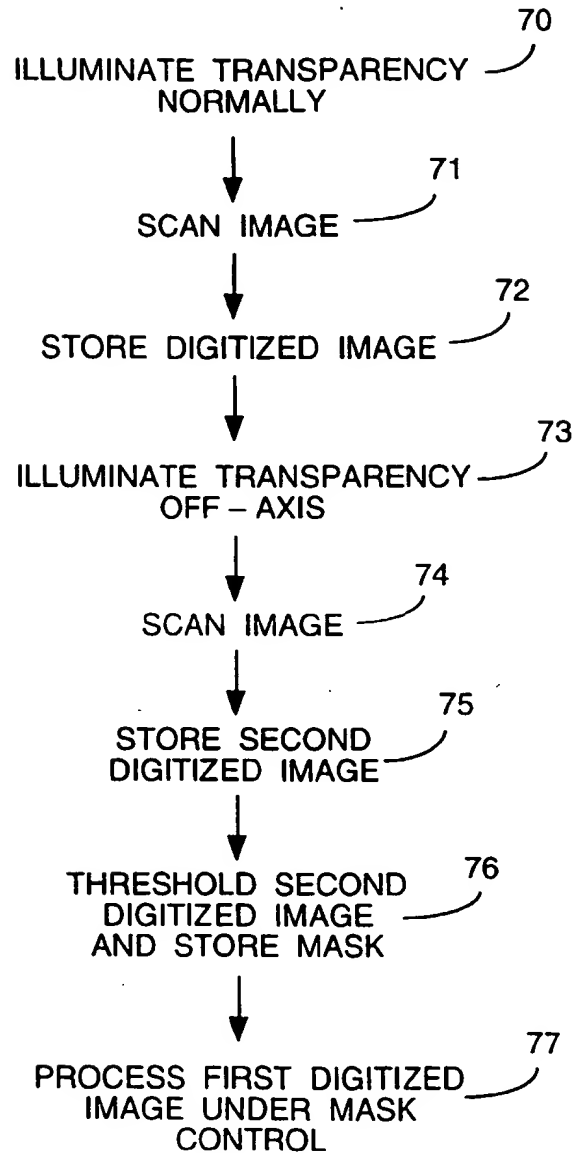 70
ILLUMINATE TRANSPARENCY
NORMALLY
71
SCAN IMAGE
72
STORE DIGITIZED IMAGE
73
ILLUMINATE TRANSPARENCY
OFF – AXIS
74
SCAN IMAGE
75
STORE SECOND
DIGITIZED IMAGE
76
THRESHOLD SECOND
DIGITIZED IMAGE
AND STORE MASK
77
PROCESS FIRST DIGITIZED
IMAGE UNDER MASK
CONTROL